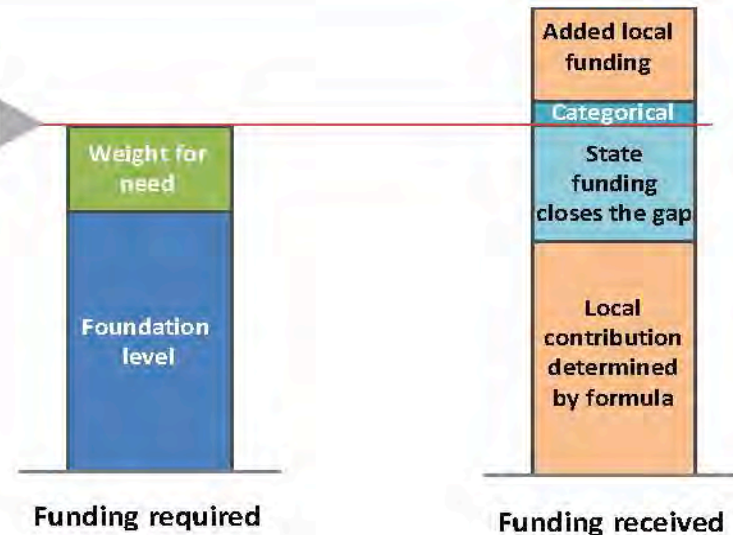 Weight for
need
Foundation
level
Funding required
Added local
funding
Categorical
State
funding
closes the gap
Local
contribution
determined
by formula
Funding received